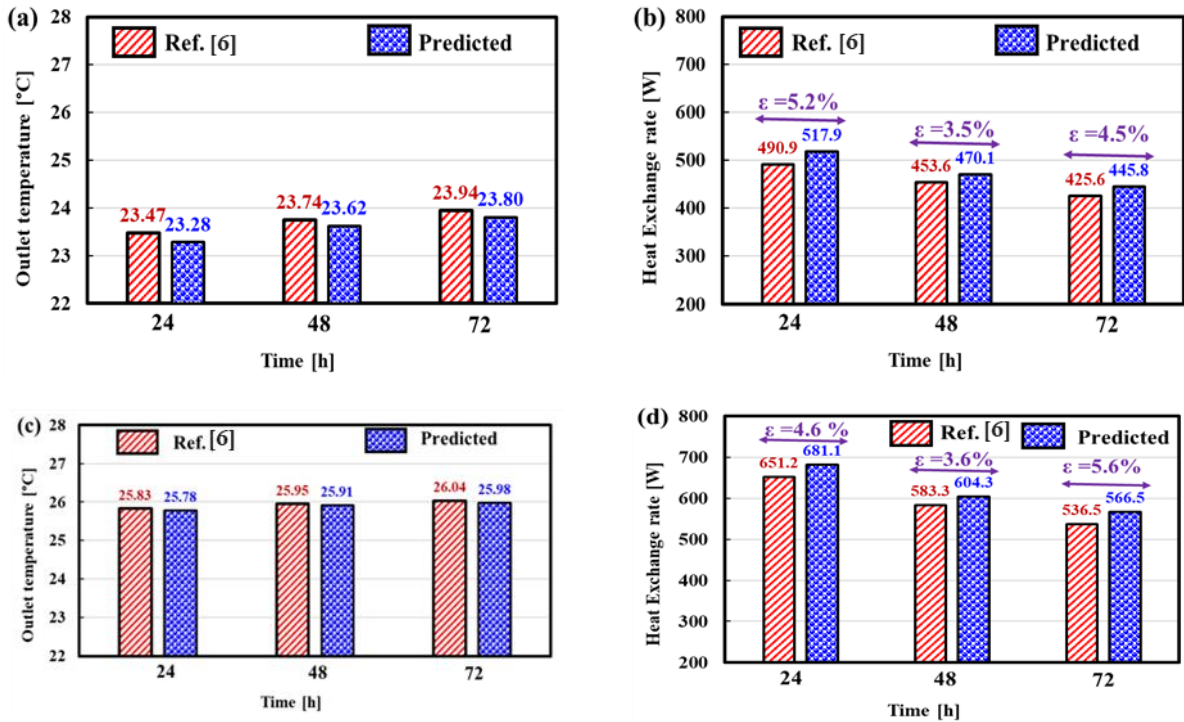 (a)
28
27
26
25
24
23
22
Outlet temperature [°C]
Ref. [6]
Predicted
23.47
23.28
23.74
23.62
23.94
23.80
24
48
72
Time [h]
(b)
800
700
600
500
400
300
200
Heat Exchange rate [W]
Ref. [6]
Predicted
ε =5.2%
ε =3.5%
ε =4.5%
490.9
517.9
453.6
470.1
425.6
445.8
24
48
72
Time [h]
(c)
28
27
26
25
24
23
22
Outlet temperature [°C]
Ref. [6]
Predicted
25.83
25.78
25.95
25.91
26.04
25.98
24
48
72
Time [h]
(d)
800
700
600
500
400
300
200
Heat Exchange rate [W]
Ref. [6]
Predicted
ε =4.6 %
ε =3.6%
ε =5.6%
651.2
681.1
583.3
604.3
536.5
566.5
24
48
72
Time [h]